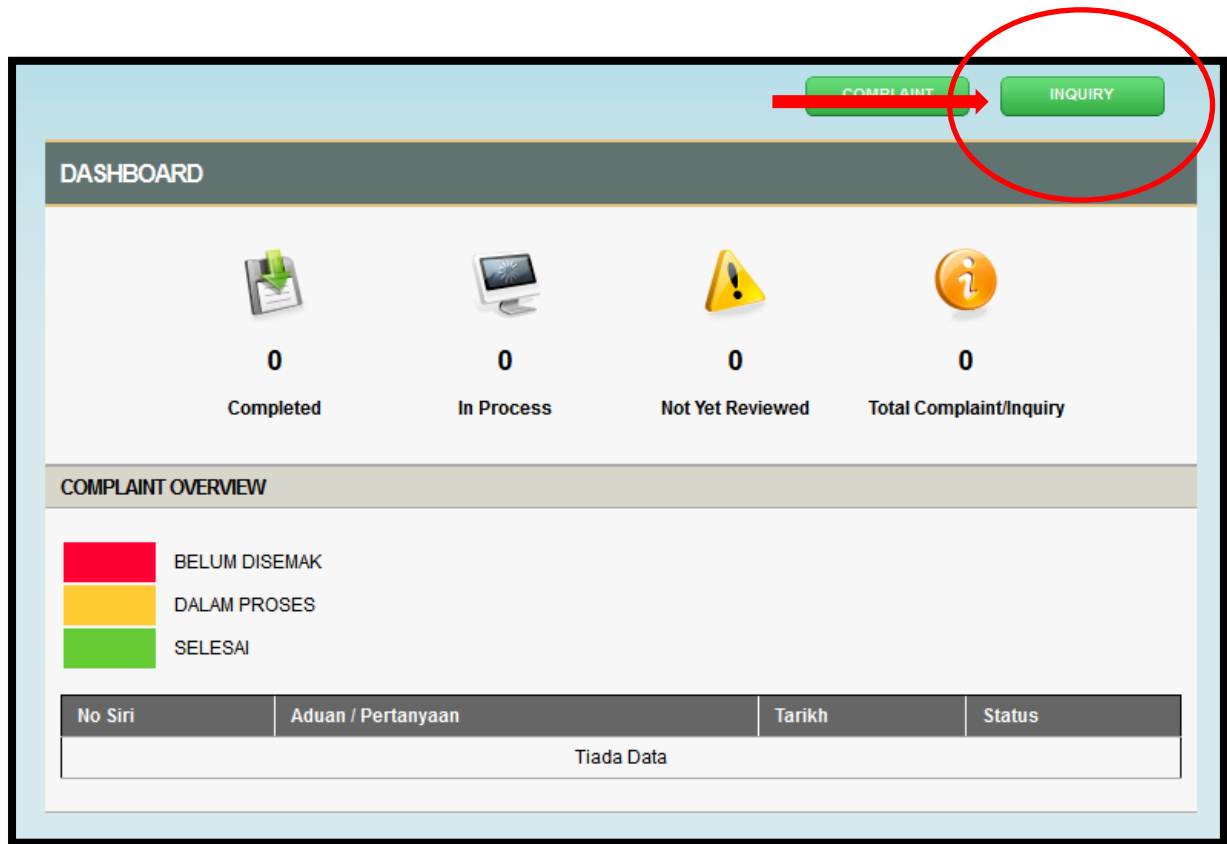 COMPLAINT INQUIRY
DASHBOARD
0 0 0 0
Completed In Process Not Yet Reviewed Total Complaint/Inquiry
COMPLAINT OVERVIEW
BELUM DISEMAK
DALAM PROSES
SELESAI
No Siri Aduan / Pertanyaan Tarikh Status
Tiada Data